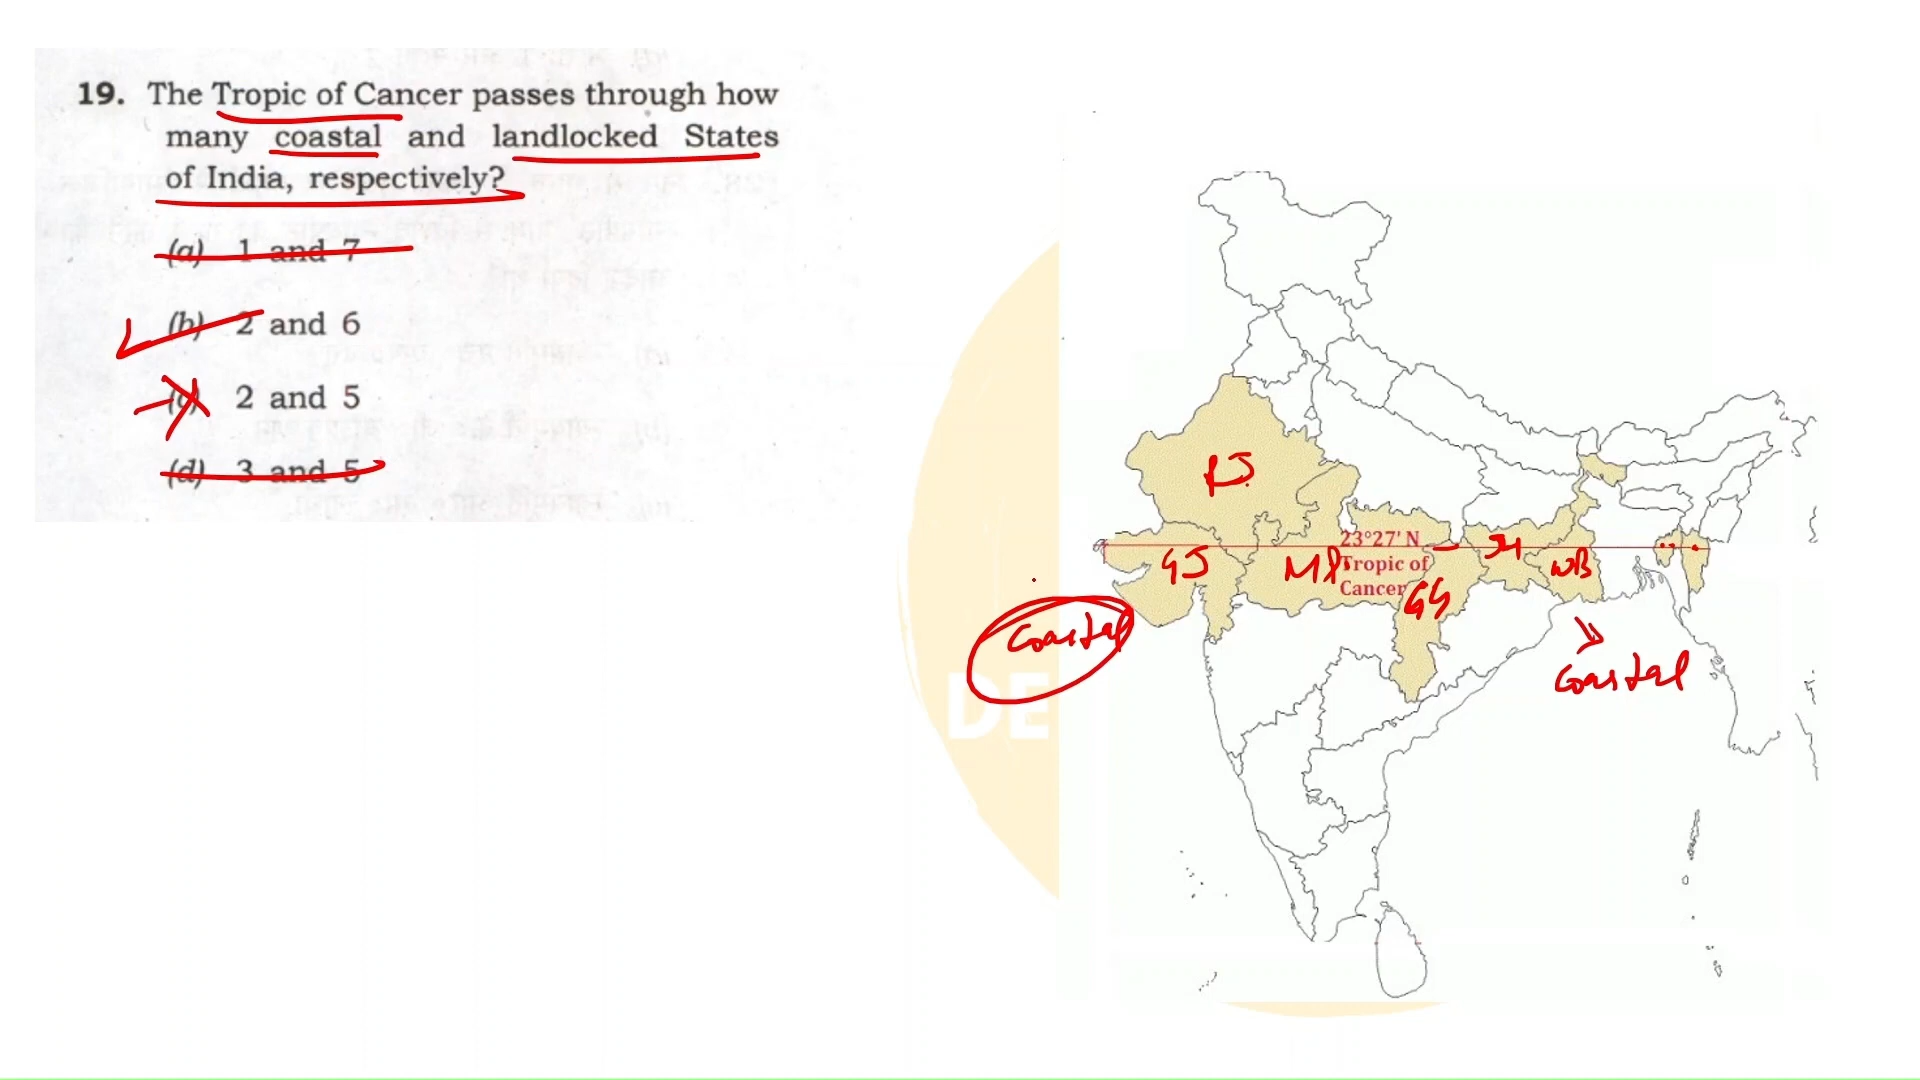 19. The Tropic of Cancer passes through how
many coastal and landlocked States
of India, respectively?
(a) 1 and 7
(b) 2 and 6
(c) 2 and 5
(d) 3 and 5
RJ
GJ
MP
23°27' N
Tropic of
Cancer
WB
coastal
coastal
DE